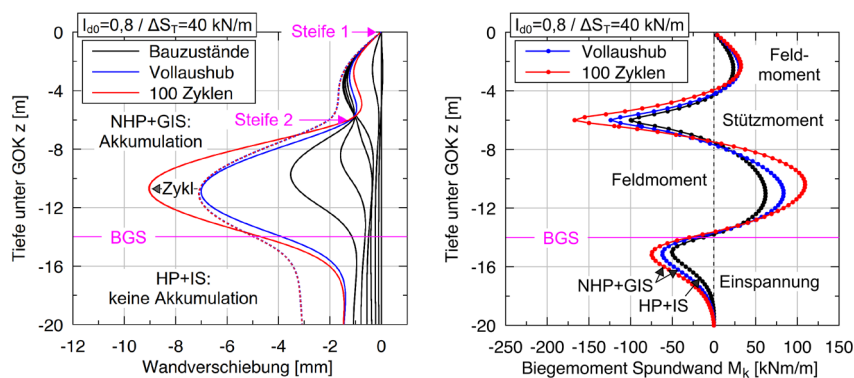 I_d0=0,8 / ΔS_T=40 kN/m
Steife 1
Bauzustände
Vollaushub
100 Zyklen
Steife 2
NHP+GIS:
Akkumulation
Zykl.
BGS
HP+IS:
keine Akkumulation
0
-4
-8
-12
-16
-20
Tiefe unter GOK z [m]
-12
-10
-8
-6
-4
-2
0
Wandverschiebung [mm]
I_d0=0,8 / ΔS_T=40 kN/m
Vollaushub
100 Zyklen
Feld-
moment
Stützmoment
Feldmoment
BGS
NHP+GIS
HP+IS
Einspannung
0
-4
-8
-12
-16
-20
Tiefe unter GOK z [m]
-250
-200
-150
-100
-50
0
50
100
150
Biegemoment Spundwand M_k [kNm/m]